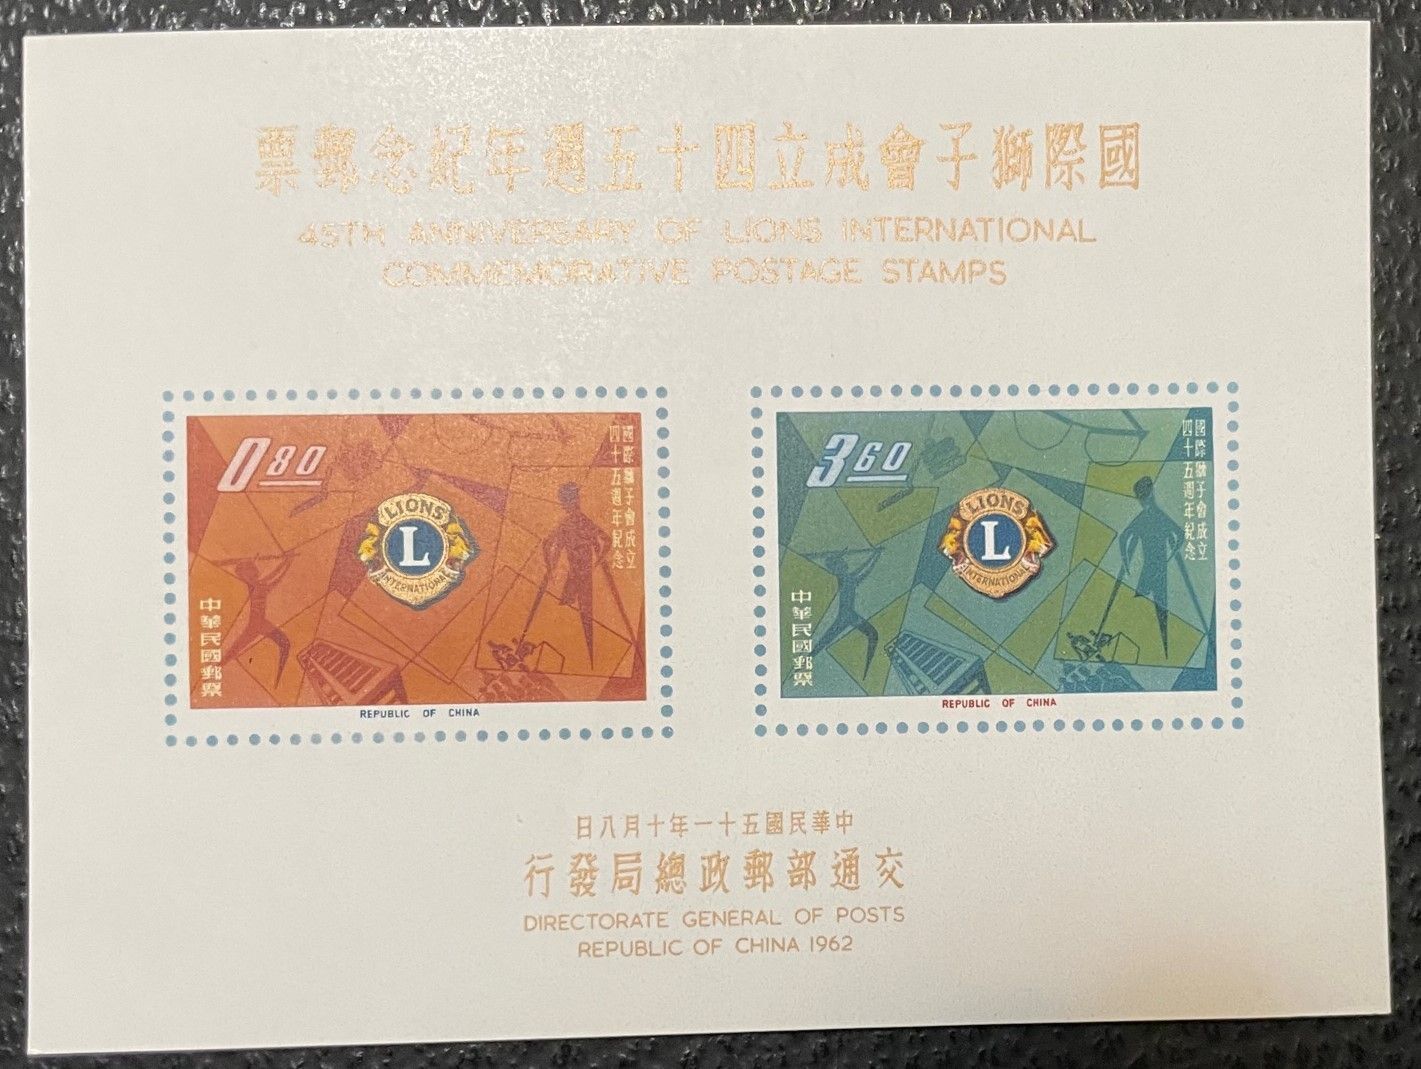 國際獅子會成立四十五週年紀念郵票
45TH ANNIVERSARY OF LIONS INTERNATIONAL
COMMEMORATIVE POSTAGE STAMPS
0.80
國際獅子會成立
四十五週年紀念
LIONS
L
INTERNATIONAL
中華民國郵票
REPUBLIC OF CHINA
3.60
國際獅子會成立
四十五週年紀念
LIONS
L
INTERNATIONAL
中華民國郵票
REPUBLIC OF CHINA
中華民國五十一年十月八日
交通部郵政總局發行
DIRECTORATE GENERAL OF POSTS
REPUBLIC OF CHINA 1962